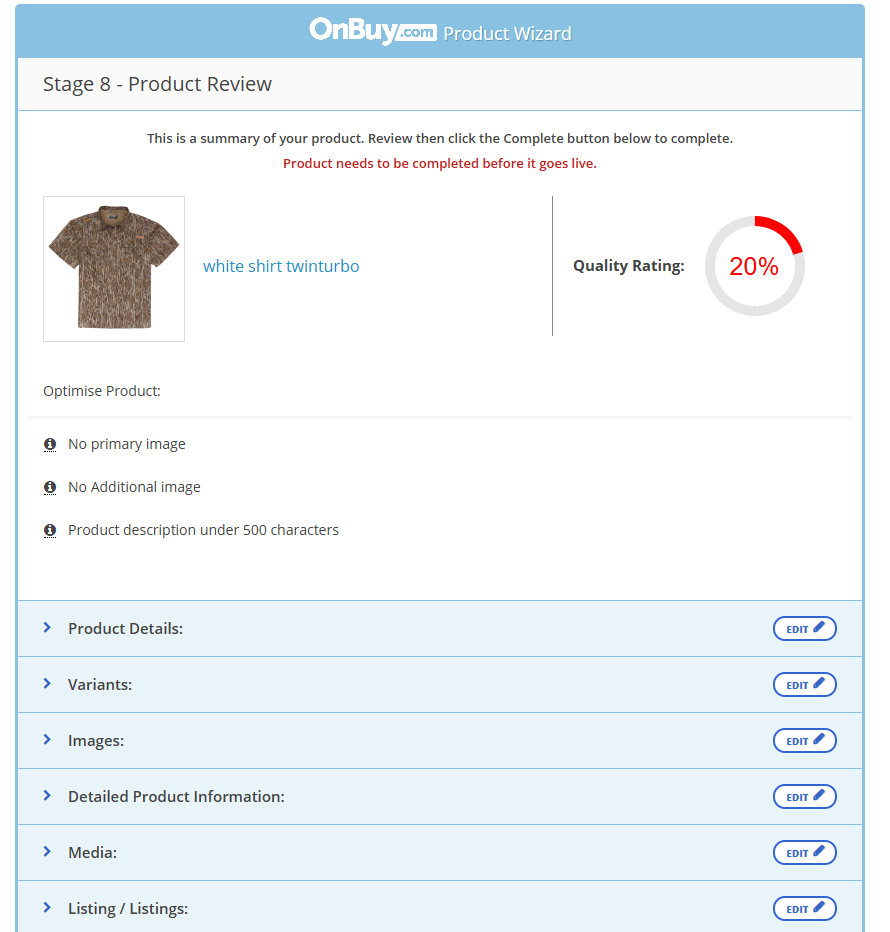 OnBuy.com Product Wizard
Stage 8 - Product Review
This is a summary of your product. Review then click the Complete button below to complete.
Product needs to be completed before it goes live.
white shirt twinturbo
Quality Rating:
20%
Optimise Product:
No primary image
No Additional image
Product description under 500 characters
Product Details:
EDIT
Variants:
EDIT
Images:
EDIT
Detailed Product Information:
EDIT
Media:
EDIT
Listing / Listings:
EDIT